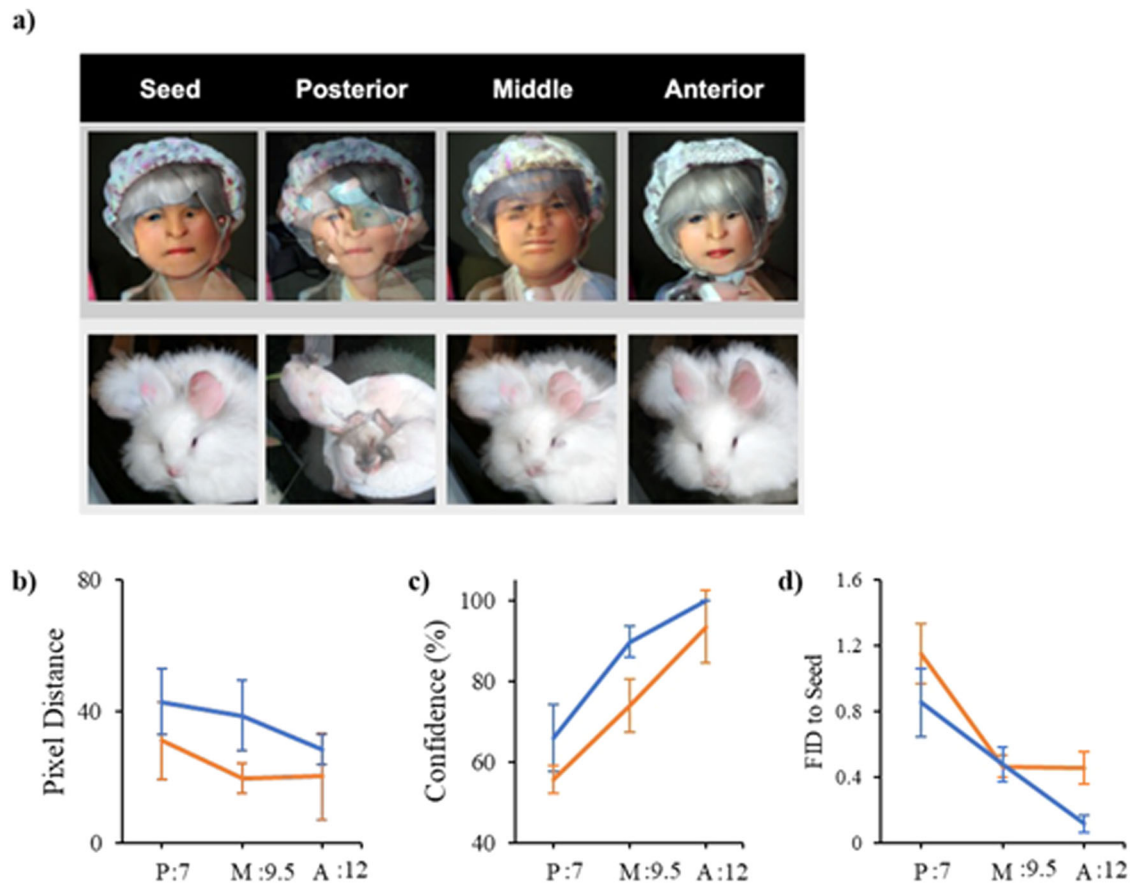 a)
Seed Posterior Middle Anterior
b) c) d)
80
40
0
Pixel Distance
P:7 M:9.5 A:12
100
80
60
40
Confidence (%)
P:7 M:9.5 A:12
1.6
1.2
0.8
0.4
0
FID to Seed
P:7 M:9.5 A:12